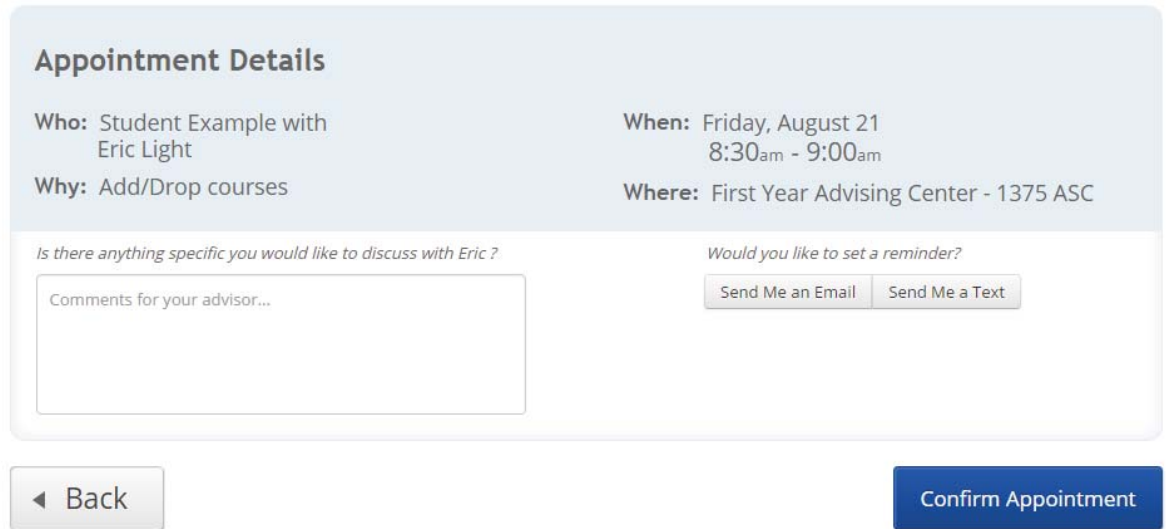 Appointment Details
Who: Student Example with
Eric Light
Why: Add/Drop courses
When: Friday, August 21
8:30am - 9:00am
Where: First Year Advising Center - 1375 ASC
Is there anything specific you would like to discuss with Eric ?
Comments for your advisor...
Would you like to set a reminder?
Send Me an Email Send Me a Text
Back
Confirm Appointment